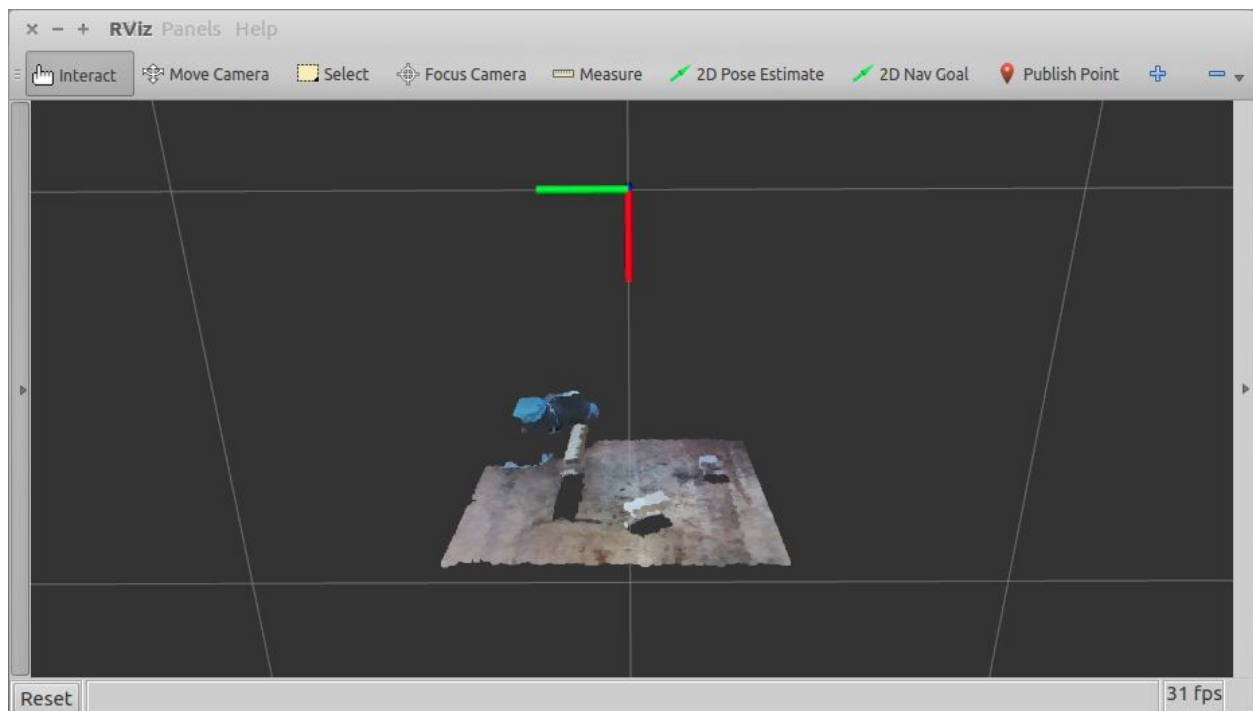 RViz Panels Help
Interact Move Camera Select Focus Camera Measure 2D Pose Estimate 2D Nav Goal Publish Point
Reset
31 fps